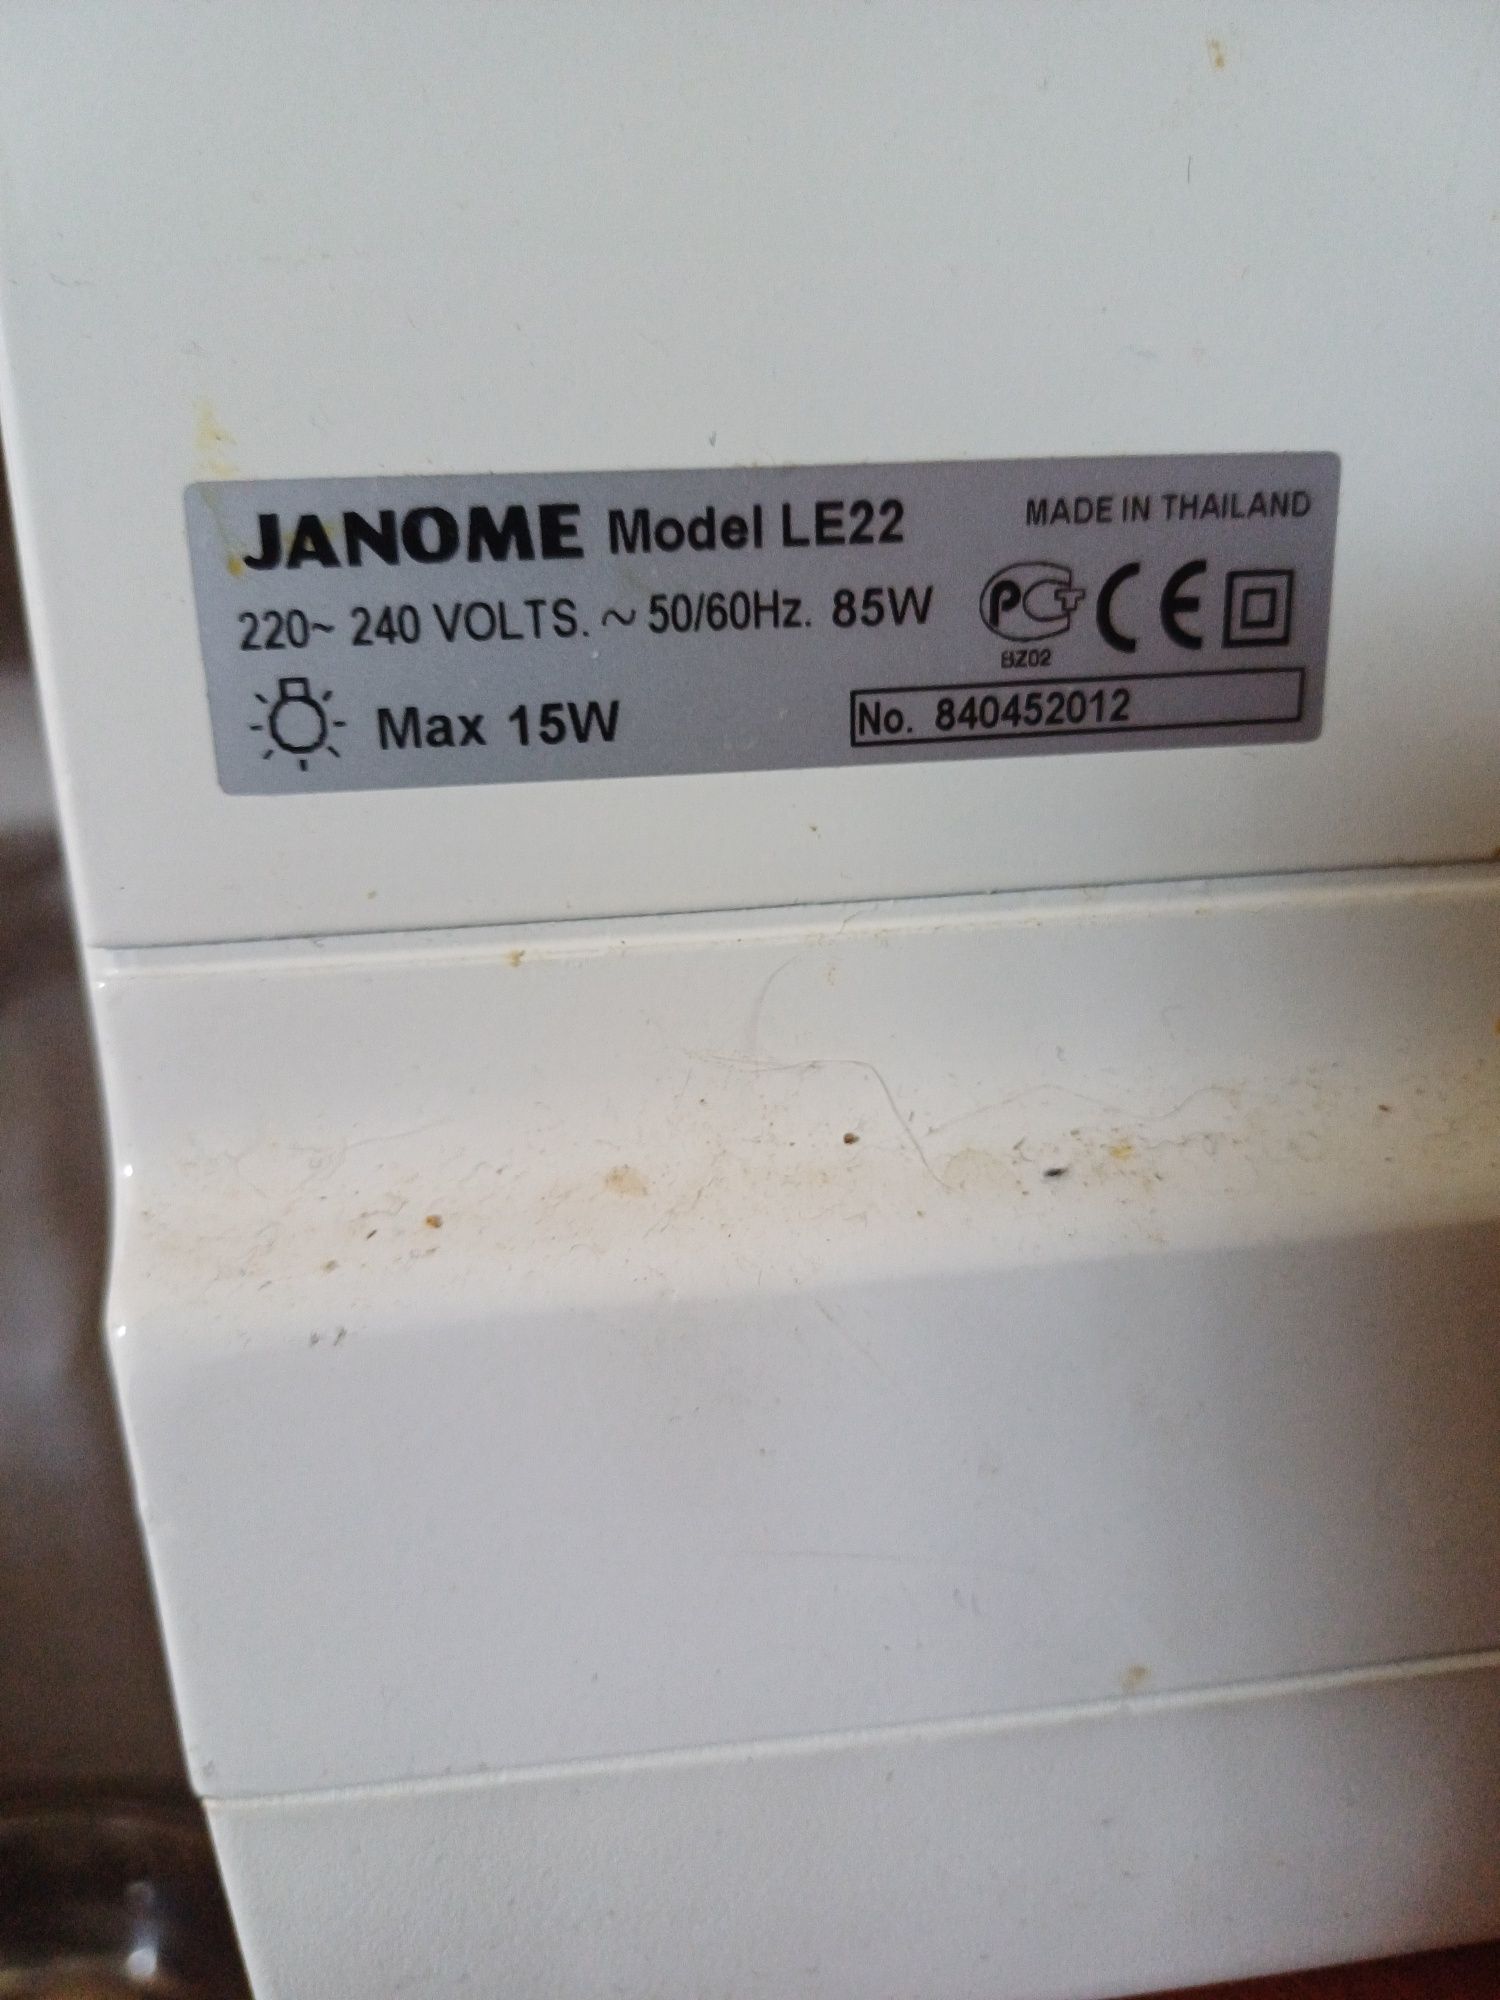 JANOME Model LE22 MADE IN THAILAND
220~ 240 VOLTS. ~ 50/60Hz. 85W PCT CE
BZ02
Max 15W No. 840452012